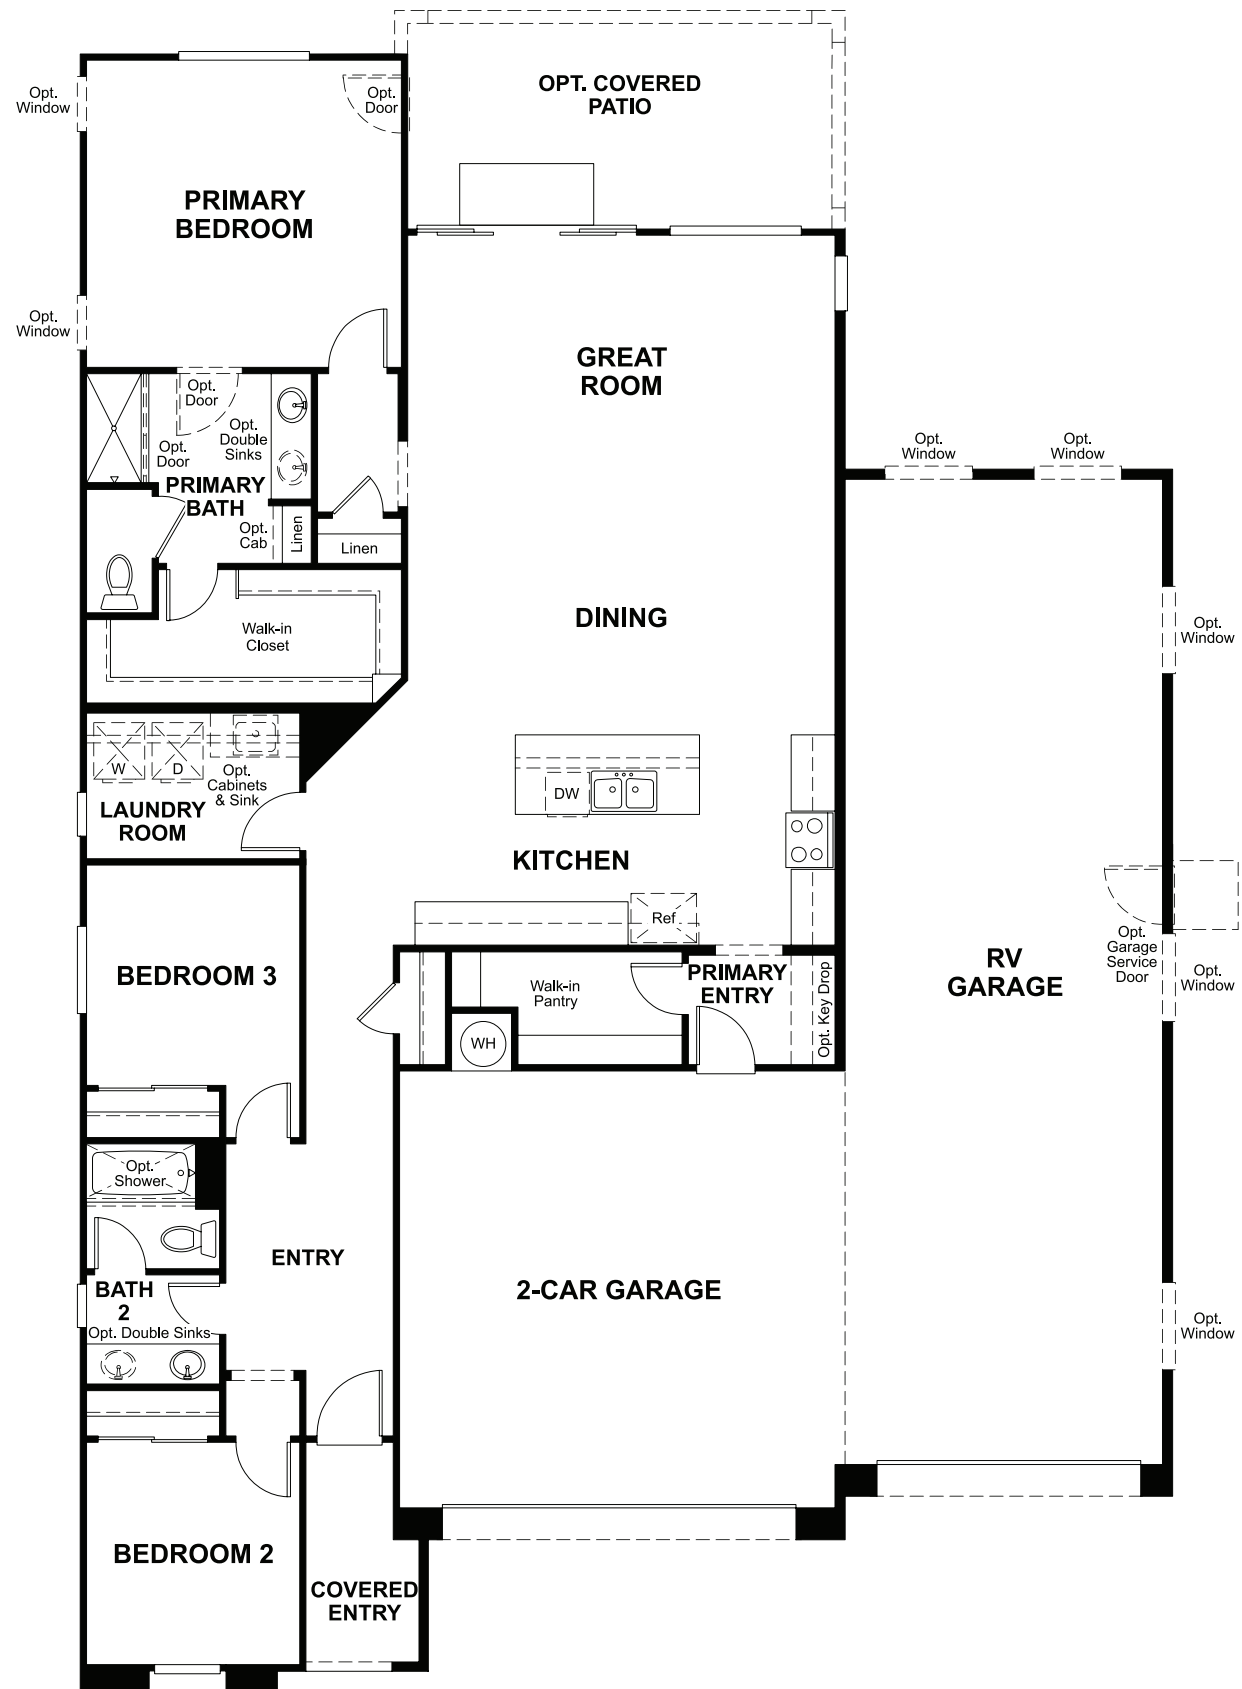 OPT. COVERED
PATIO
Opt.
Window
Opt.
Door
PRIMARY
BEDROOM
Opt.
Window
GREAT
ROOM
Opt.
Door
Opt.
Double
Sinks
Opt.
Door
PRIMARY
BATH
Opt.
Cab
Linen
Linen
Opt.
Window
Opt.
Window
DINING
Walk-in
Closet
Opt.
Window
W
D
Opt.
Cabinets
& Sink
LAUNDRY
ROOM
DW
KITCHEN
Ref
BEDROOM 3
Walk-in
Pantry
PRIMARY
ENTRY
Opt. Key Drop
WH
RV
GARAGE
Opt.
Garage
Service
Door
Opt.
Window
Opt.
Shower
ENTRY
BATH
2
Opt. Double Sinks
2-CAR GARAGE
Opt.
Window
BEDROOM 2
COVERED
ENTRY